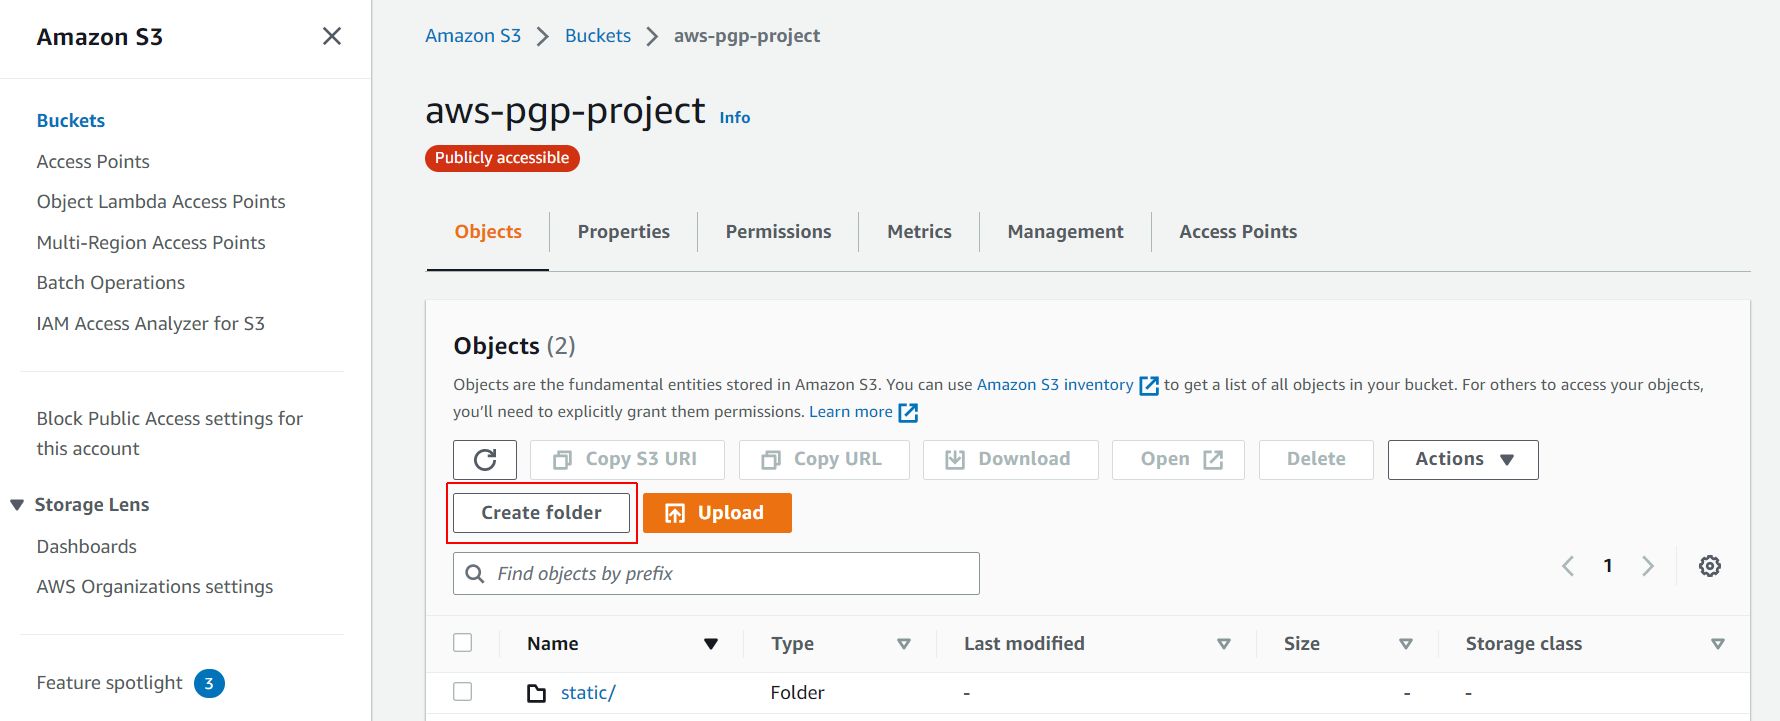 Amazon S3
Buckets
Access Points
Object Lambda Access Points
Multi-Region Access Points
Batch Operations
IAM Access Analyzer for S3
Block Public Access settings for
this account
Storage Lens
Dashboards
AWS Organizations settings
Feature spotlight 3
Amazon S3 Buckets aws-pgp-project
aws-pgp-project Info
Publicly accessible
Objects Properties Permissions Metrics Management Access Points
Objects (2)
Objects are the fundamental entities stored in Amazon S3. You can use Amazon S3 inventory to get a list of all objects in your bucket. For others to access your objects,
you'll need to explicitly grant them permissions. Learn more
Copy S3 URI Copy URL Download Open Delete Actions
Create folder Upload
Find objects by prefix 1
Name Type Last modified Size Storage class
static/ Folder - - -